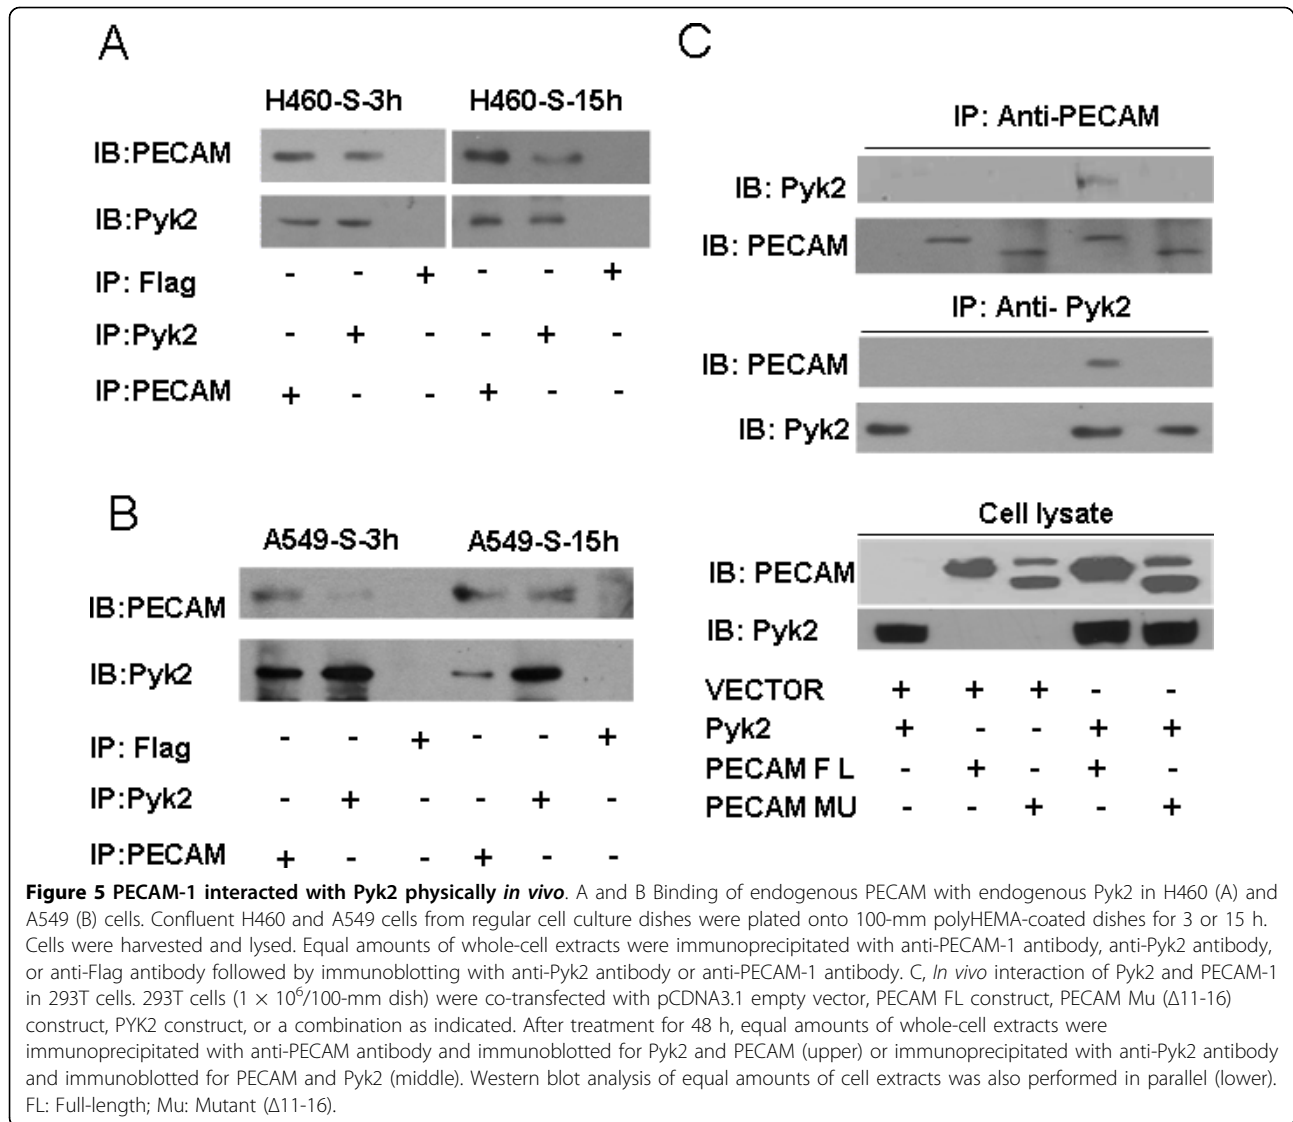 A
H460-S-3h H460-S-15h
IB:PECAM
IB:Pyk2
IP: Flag - - + - - +
IP:Pyk2 - + - - + -
IP:PECAM + - - + - -
B
A549-S-3h A549-S-15h
IB:PECAM
IB:Pyk2
IP: Flag - - + - - +
IP:Pyk2 - + - - + -
IP:PECAM + - - + - -
C
IP: Anti-PECAM
IB: Pyk2
IB: PECAM
IP: Anti- Pyk2
IB: PECAM
IB: Pyk2
Cell lysate
IB: PECAM
IB: Pyk2
VECTOR + + + - -
Pyk2 + - - + +
PECAM F L - + - + -
PECAM MU - - + - +
Figure 5 PECAM-1 interacted with Pyk2 physically in vivo. A and B Binding of endogenous PECAM with endogenous Pyk2 in H460 (A) and
A549 (B) cells. Confluent H460 and A549 cells from regular cell culture dishes were plated onto 100-mm polyHEMA-coated dishes for 3 or 15 h.
Cells were harvested and lysed. Equal amounts of whole-cell extracts were immunoprecipitated with anti-PECAM-1 antibody, anti-Pyk2 antibody,
or anti-Flag antibody followed by immunoblotting with anti-Pyk2 antibody or anti-PECAM-1 antibody. C, In vivo interaction of Pyk2 and PECAM-1
in 293T cells. 293T cells (1 × 10⁶/100-mm dish) were co-transfected with pCDNA3.1 empty vector, PECAM FL construct, PECAM Mu (Δ11-16)
construct, PYK2 construct, or a combination as indicated. After treatment for 48 h, equal amounts of whole-cell extracts were
immunoprecipitated with anti-PECAM antibody and immunoblotted for Pyk2 and PECAM (upper) or immunoprecipitated with anti-Pyk2 antibody
and immunoblotted for PECAM and Pyk2 (middle). Western blot analysis of equal amounts of cell extracts was also performed in parallel (lower).
FL: Full-length; Mu: Mutant (Δ11-16).